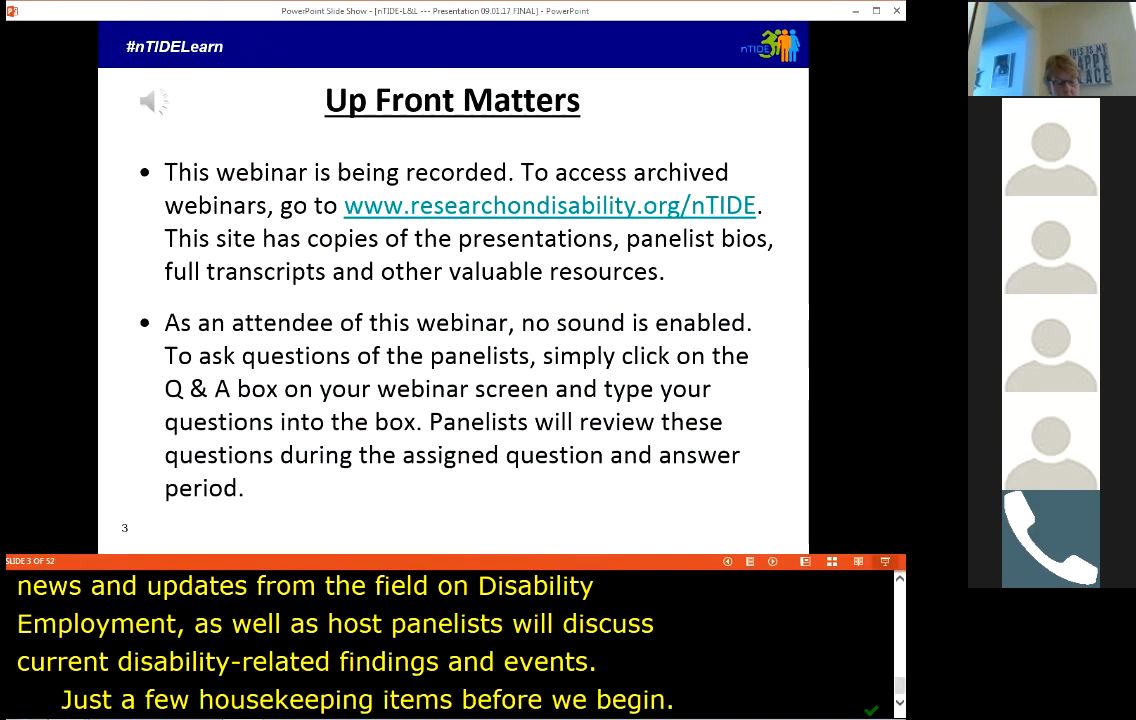 PowerPoint Slide Show - [nTIDE-L&L --- Presentation 09.01.17 FINAL] - PowerPoint
#nTIDELearn
nTIDE
Up Front Matters
• This webinar is being recorded. To access archived
webinars, go to www.researchondisability.org/nTIDE.
This site has copies of the presentations, panelist bios,
full transcripts and other valuable resources.
• As an attendee of this webinar, no sound is enabled.
To ask questions of the panelists, simply click on the
Q & A box on your webinar screen and type your
questions into the box. Panelists will review these
questions during the assigned question and answer
period.
3
SLIDE 3 OF 52
news and updates from the field on Disability
Employment, as well as host panelists will discuss
current disability-related findings and events.
Just a few housekeeping items before we begin.
THIS IS MY
HAPPY
PLACE